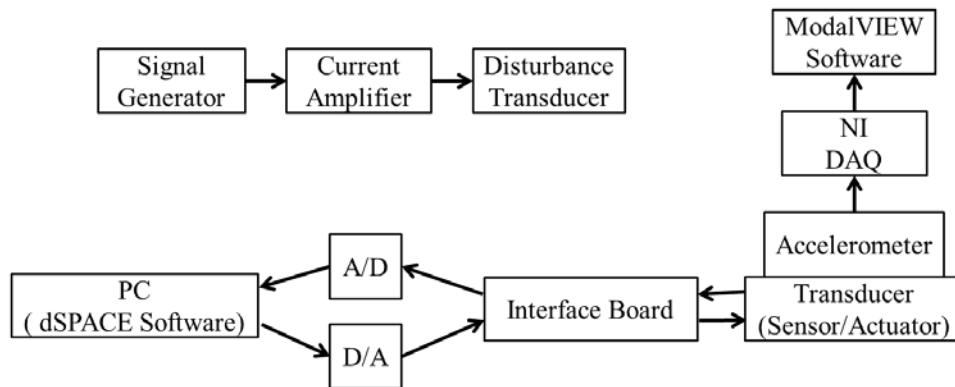 ModalVIEW
Software
Signal
Generator
Current
Amplifier
Disturbance
Transducer
NI
DAQ
Accelerometer
A/D
PC
( dSPACE Software)
Interface Board
Transducer
(Sensor/Actuator)
D/A